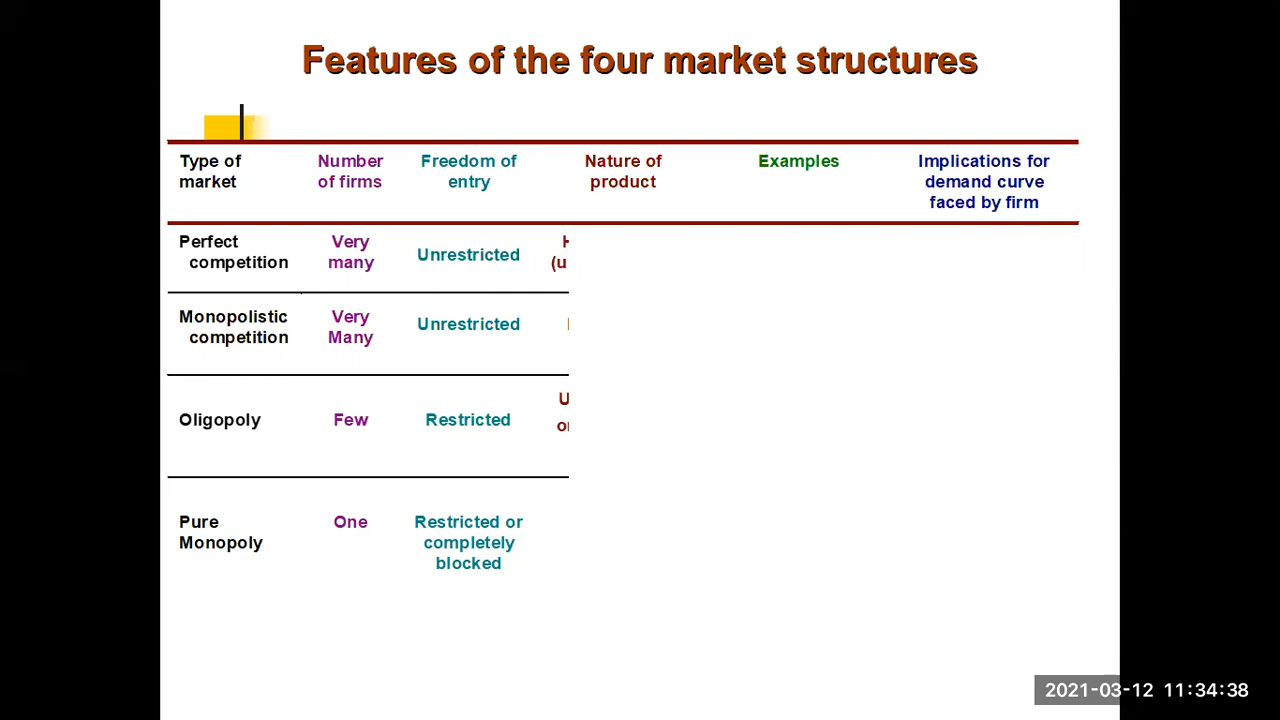 Features of the four market structures
Type of market
Number of firms
Freedom of entry
Nature of product
Examples
Implications for demand curve faced by firm
Perfect competition
Very many
Unrestricted
Monopolistic competition
Very Many
Unrestricted
Oligopoly
Few
Restricted
Pure Monopoly
One
Restricted or completely blocked
2021-03-12 11:34:38